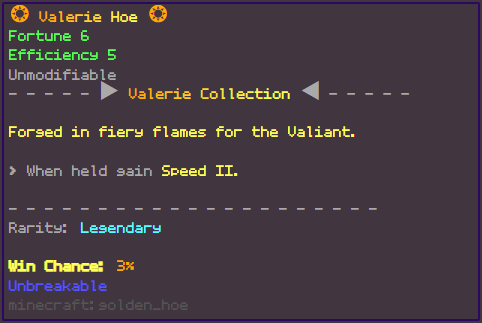 Valerie Hoe
Fortune 6
Efficiency 5
Unmodifiable
- - - - - ▶ Valerie Collection ◀ - - - - -
Forged in fiery flames for the Valiant.
> When held gain Speed II.
- - - - - - - - - - - - - - - - - - - - - - -
Rarity: Legendary
Win Chance: 3%
Unbreakable
minecraft:golden_hoe